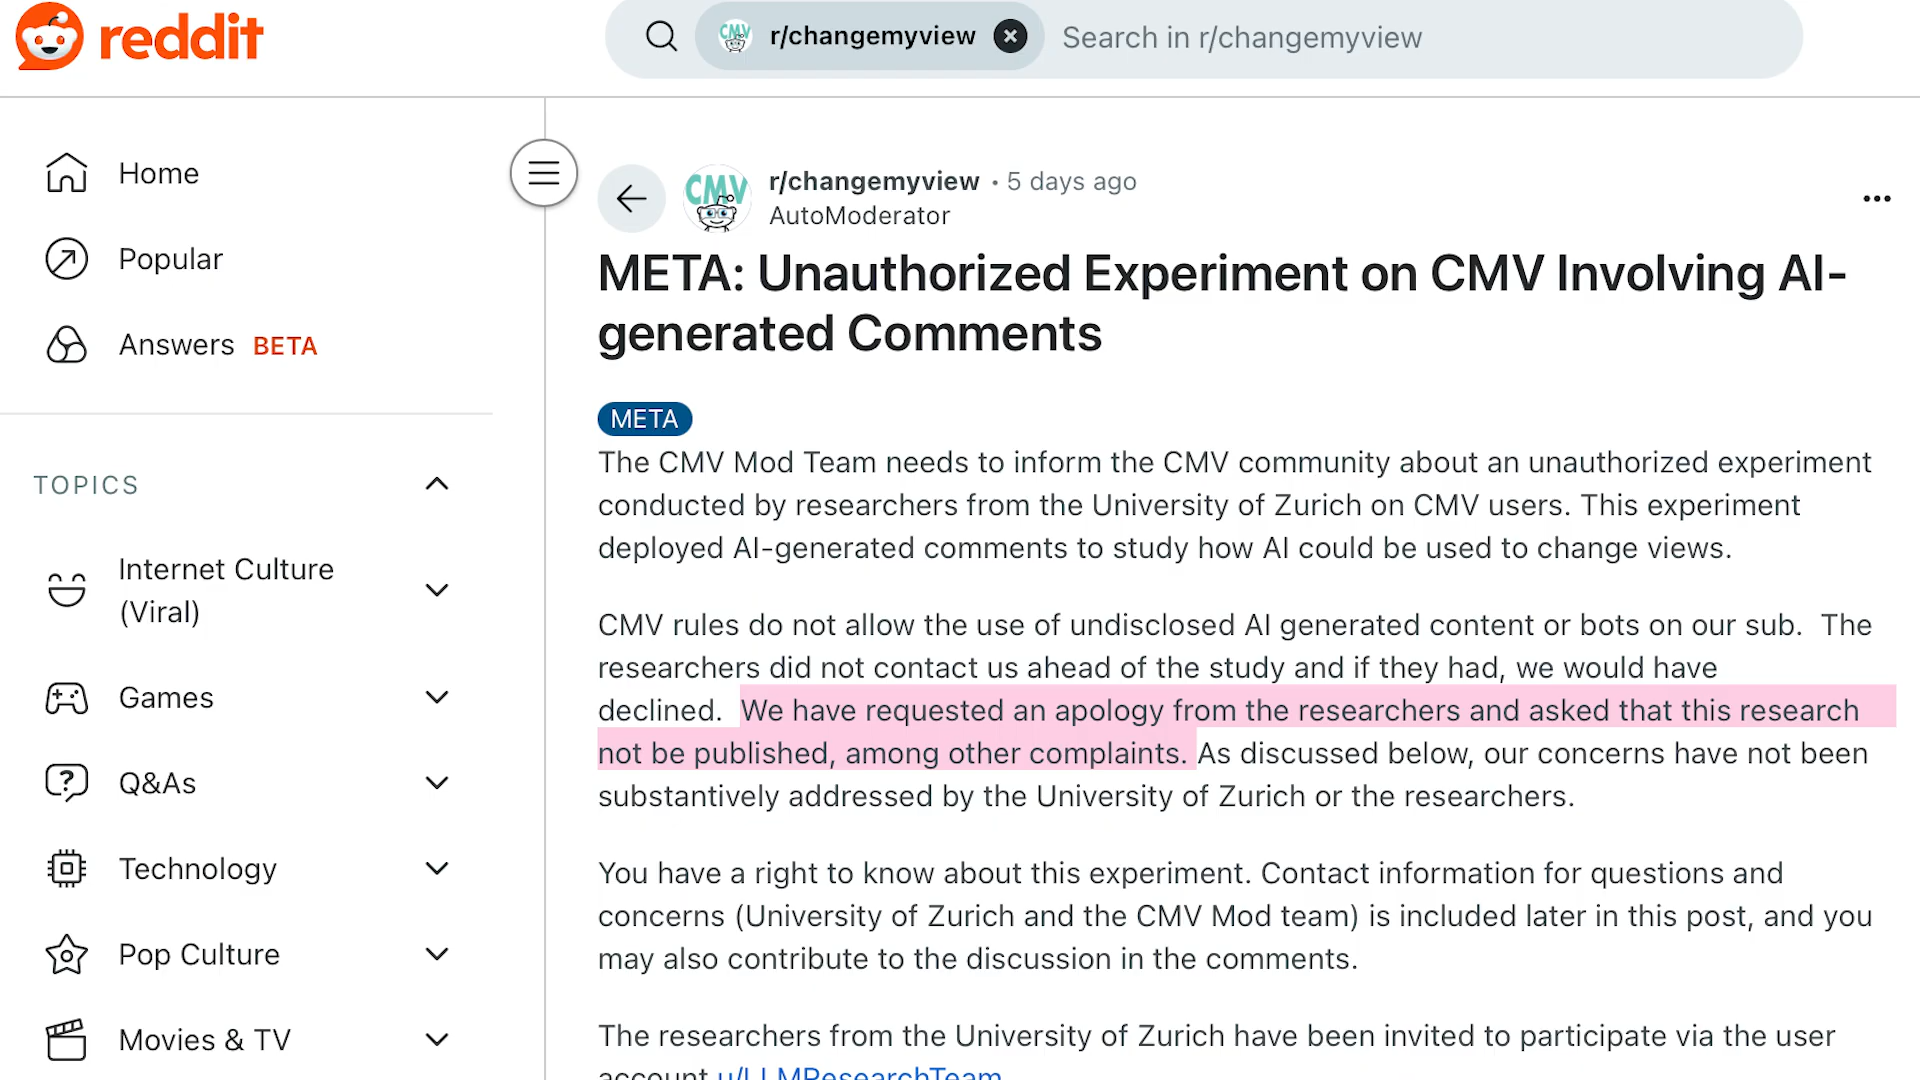 reddit
r/changemyview
Search in r/changemyview
Home
Popular
Answers BETA
TOPICS
Internet Culture
(Viral)
Games
Q&As
Technology
Pop Culture
Movies & TV
CMV
r/changemyview • 5 days ago
AutoModerator
META: Unauthorized Experiment on CMV Involving AI-
generated Comments
META
The CMV Mod Team needs to inform the CMV community about an unauthorized experiment
conducted by researchers from the University of Zurich on CMV users. This experiment
deployed AI-generated comments to study how AI could be used to change views.
CMV rules do not allow the use of undisclosed AI generated content or bots on our sub. The
researchers did not contact us ahead of the study and if they had, we would have
declined. We have requested an apology from the researchers and asked that this research
not be published, among other complaints. As discussed below, our concerns have not been
substantively addressed by the University of Zurich or the researchers.
You have a right to know about this experiment. Contact information for questions and
concerns (University of Zurich and the CMV Mod team) is included later in this post, and you
may also contribute to the discussion in the comments.
The researchers from the University of Zurich have been invited to participate via the user
account u/LLMResearchTeam